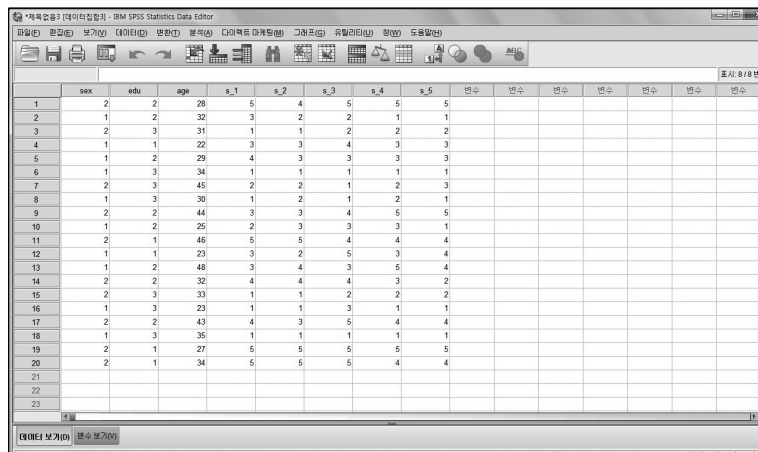 *제목없음3 [데이터집합3] - IBM SPSS Statistics Data Editor
파일(F) 편집(E) 보기(V) 데이터(D) 변환(T) 분석(A) 다이렉트 마케팅(M) 그래프(G) 유틸리티(U) 창(W) 도움말(H)
표시: 8 / 8 변
sex edu age s_1 s_2 s_3 s_4 s_5 변수 변수 변수 변수 변수 변수
1 2 2 28 5 4 5 5 5
2 1 2 32 3 2 2 1 1
3 2 3 31 1 1 2 2 2
4 1 1 22 3 3 4 3 3
5 1 2 29 4 3 3 3 3
6 1 3 34 1 1 1 1 1
7 2 3 45 2 2 1 2 3
8 1 3 30 1 2 1 2 1
9 2 2 44 3 3 4 5 5
10 1 2 25 2 3 3 3 1
11 2 1 46 5 5 4 4 4
12 1 1 23 3 2 5 3 4
13 1 2 48 3 4 3 5 4
14 2 2 32 4 4 4 3 2
15 2 3 33 1 1 2 2 2
16 1 3 23 1 1 3 1 1
17 2 2 43 4 3 5 4 4
18 1 3 35 1 1 1 1 1
19 2 1 27 5 5 5 5 5
20 2 1 34 5 5 5 4 4
21
22
23
데이터 보기(D) 변수 보기(V)